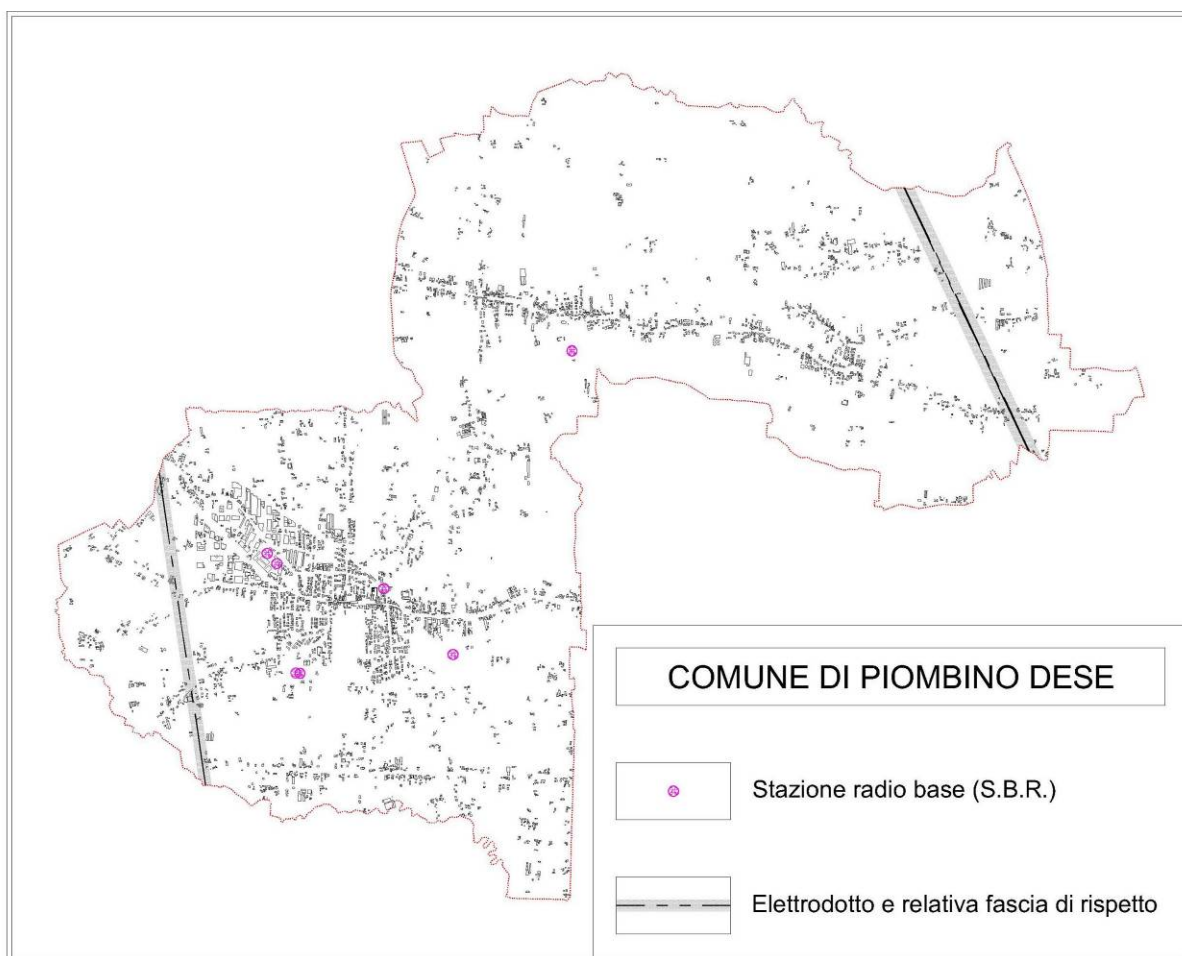 COMUNE DI PIOMBINO DESE
Stazione radio base (S.B.R.)
Elettrodotto e relativa fascia di rispetto